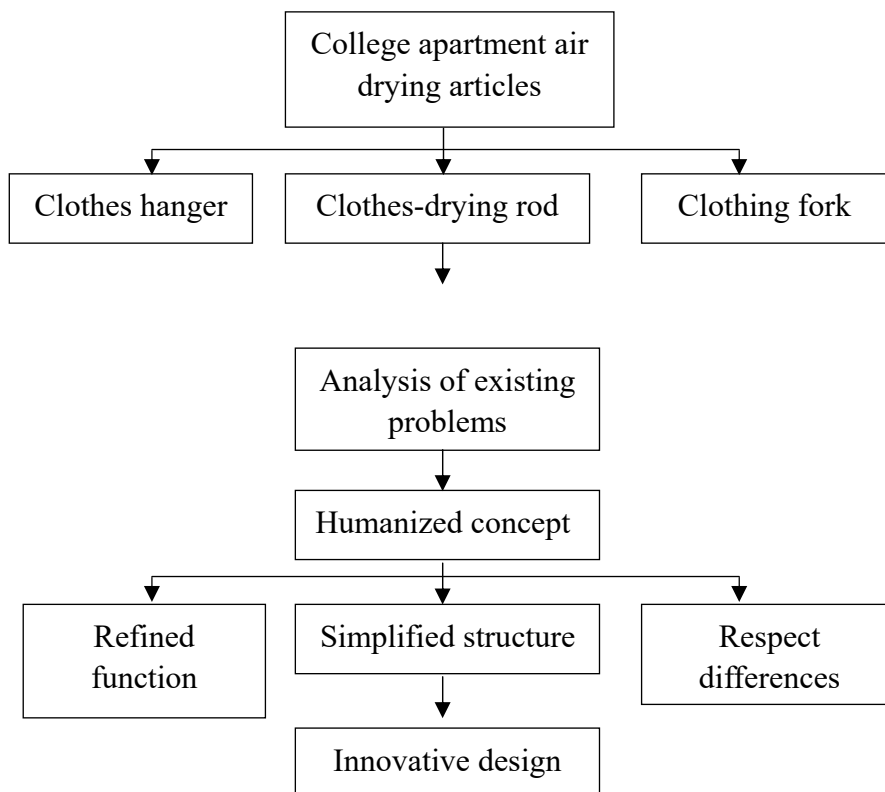 College apartment air
drying articles
Clothes hanger
Clothes-drying rod
Clothing fork
Analysis of existing
problems
Humanized concept
Refined
function
Simplified structure
Respect
differences
Innovative design